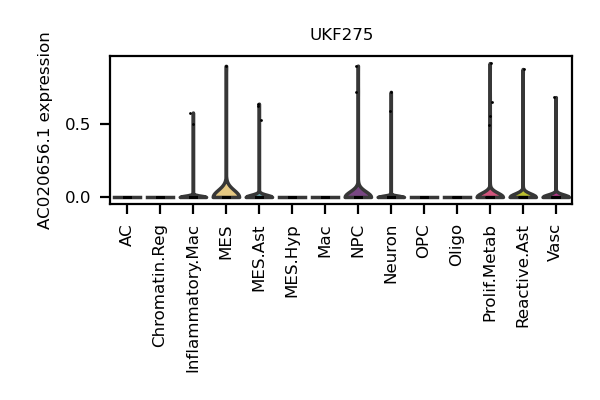 UKF275
AC020656.1 expression
0.5
0.0
AC
Chromatin.Reg
Inflammatory.Mac
MES
MES.Ast
MES.Hyp
Mac
NPC
Neuron
OPC
Oligo
Prolif.Metab
Reactive.Ast
Vasc